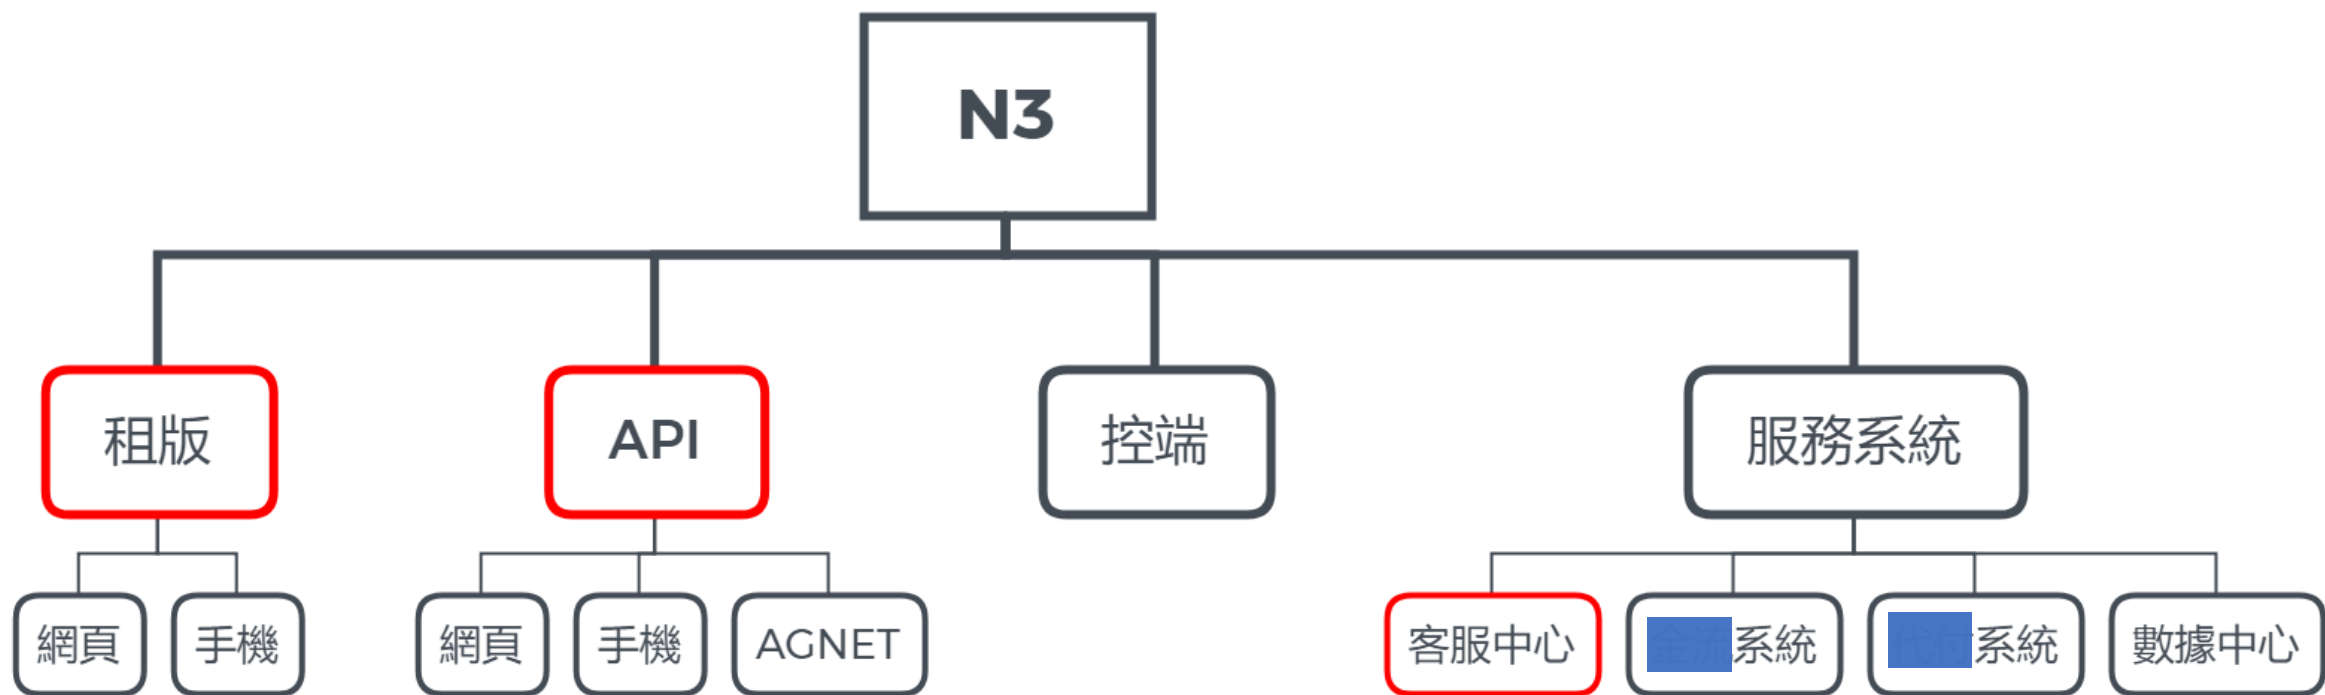 N3
租版
API
控端
服務系統
網頁
手機
網頁
手機
AGNET
客服中心
系統
系統
數據中心